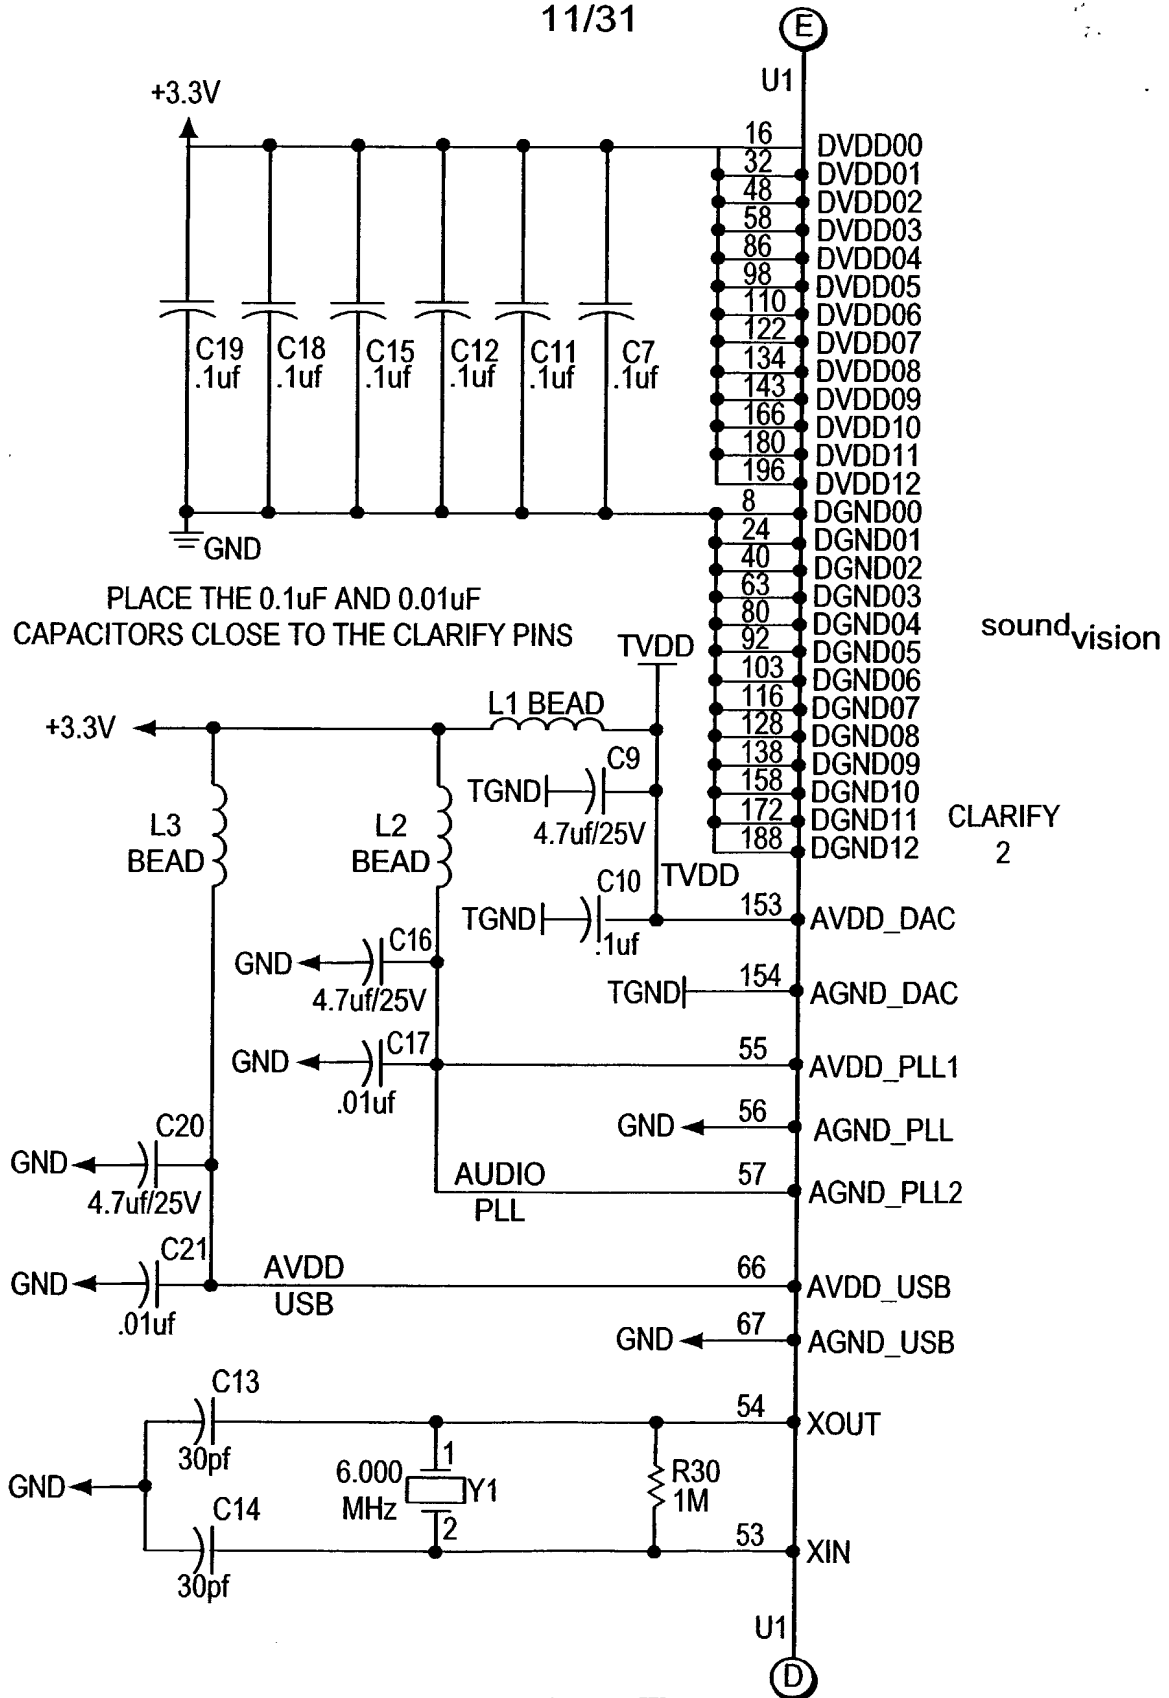 11/31
E
U1
+3.3V
16 DVDD00
32 DVDD01
48 DVDD02
58 DVDD03
86 DVDD04
98 DVDD05
110 DVDD06
122 DVDD07
134 DVDD08
143 DVDD09
166 DVDD10
180 DVDD11
196 DVDD12
C19 .1uf
C18 .1uf
C15 .1uf
C12 .1uf
C11 .1uf
C7 .1uf
8 DGND00
24 DGND01
40 DGND02
63 DGND03
80 DGND04
92 DGND05
103 DGND06
116 DGND07
128 DGND08
138 DGND09
158 DGND10
172 DGND11
188 DGND12
GND
PLACE THE 0.1uF AND 0.01uF
CAPACITORS CLOSE TO THE CLARIFY PINS
soundvision
CLARIFY
2
TVDD
+3.3V
L1 BEAD
C9
TGND
4.7uf/25V
L3
BEAD
L2
BEAD
TVDD
C10
TGND
.1uf
153 AVDD_DAC
C16
GND
4.7uf/25V
TGND 154 AGND_DAC
C17
GND
.01uf
55 AVDD_PLL1
GND 56 AGND_PLL
C20
GND
4.7uf/25V
AUDIO
PLL
57 AGND_PLL2
C21
GND
.01uf
AVDD
USB
66 AVDD_USB
GND 67 AGND_USB
C13
30pf
54 XOUT
GND
6.000
MHz
1
Y1
2
R30
1M
C14
30pf
53 XIN
U1
D